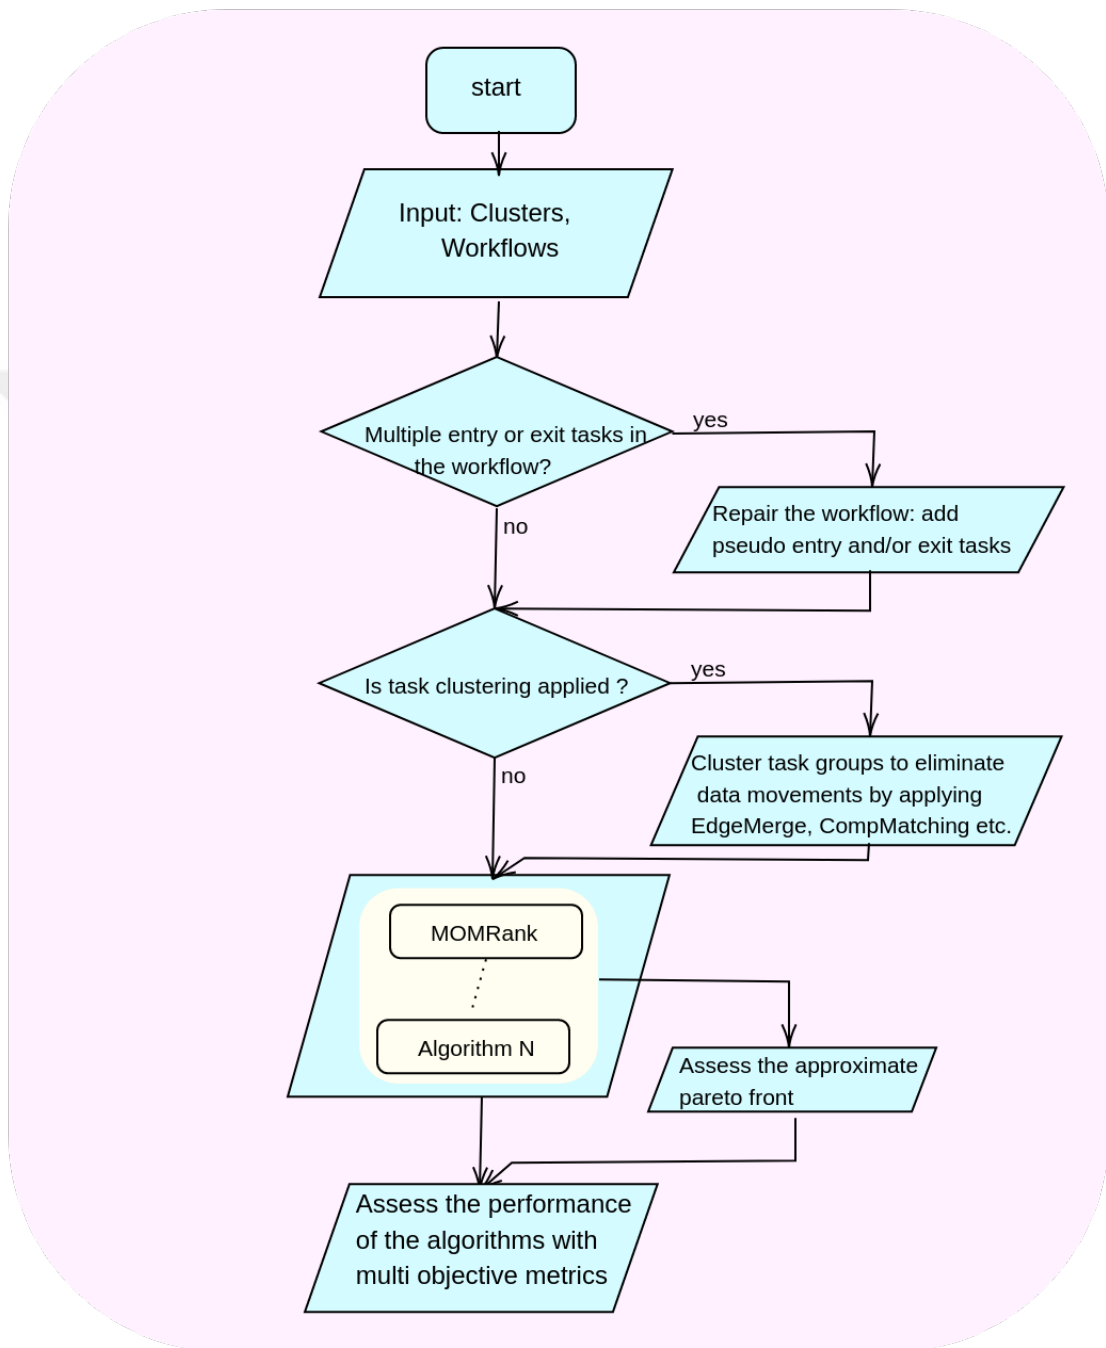 start
Input: Clusters,
Workflows
Multiple entry or exit tasks in
the workflow?
yes
no
Repair the workflow: add
pseudo entry and/or exit tasks
Is task clustering applied ?
yes
no
Cluster task groups to eliminate
data movements by applying
EdgeMerge, CompMatching etc.
MOMRank
Algorithm N
Assess the approximate
pareto front
Assess the performance
of the algorithms with
multi objective metrics